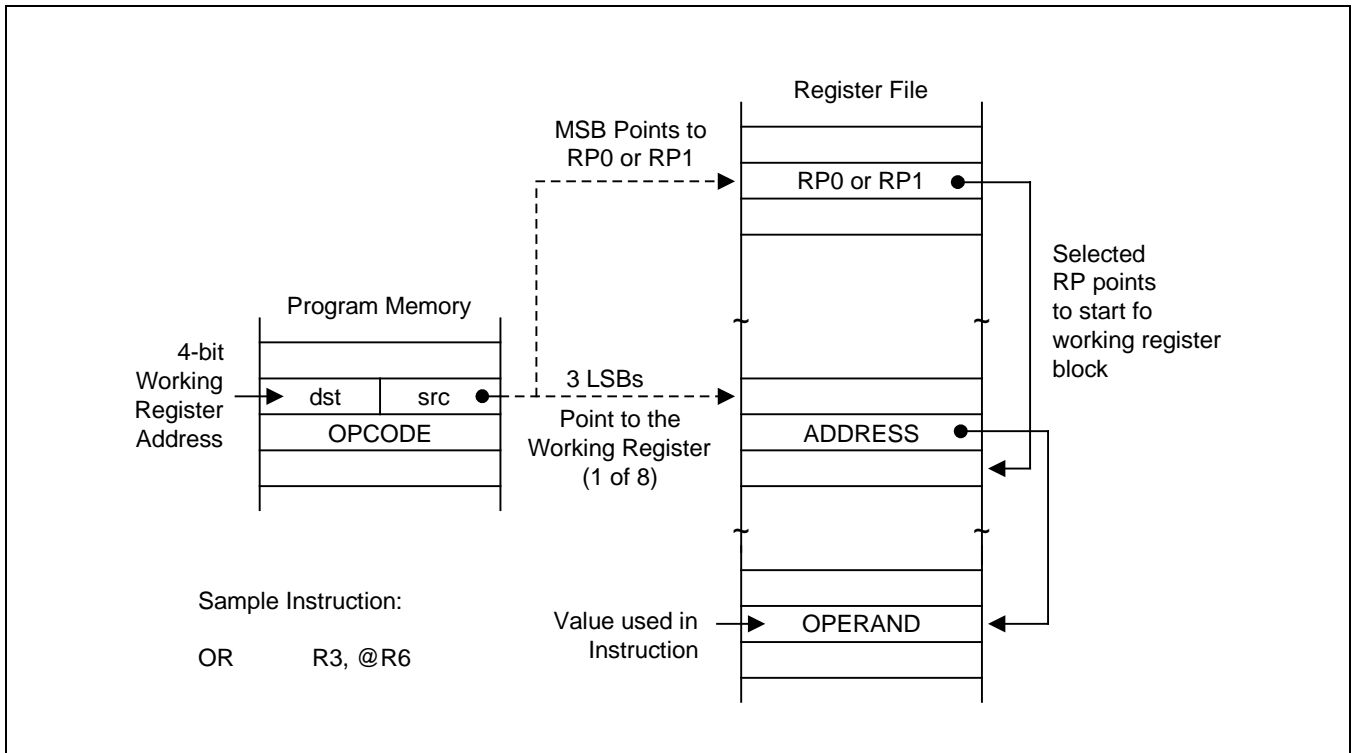 Register File
MSB Points to
RP0 or RP1
RP0 or RP1
Selected
RP points
to start fo
working register
block
Program Memory
4-bit
Working
Register
Address
dst
src
OPCODE
3 LSBs
Point to the
Working Register
(1 of 8)
ADDRESS
~ ~
~ ~
Sample Instruction:
OR R3, @R6
Value used in
Instruction
OPERAND